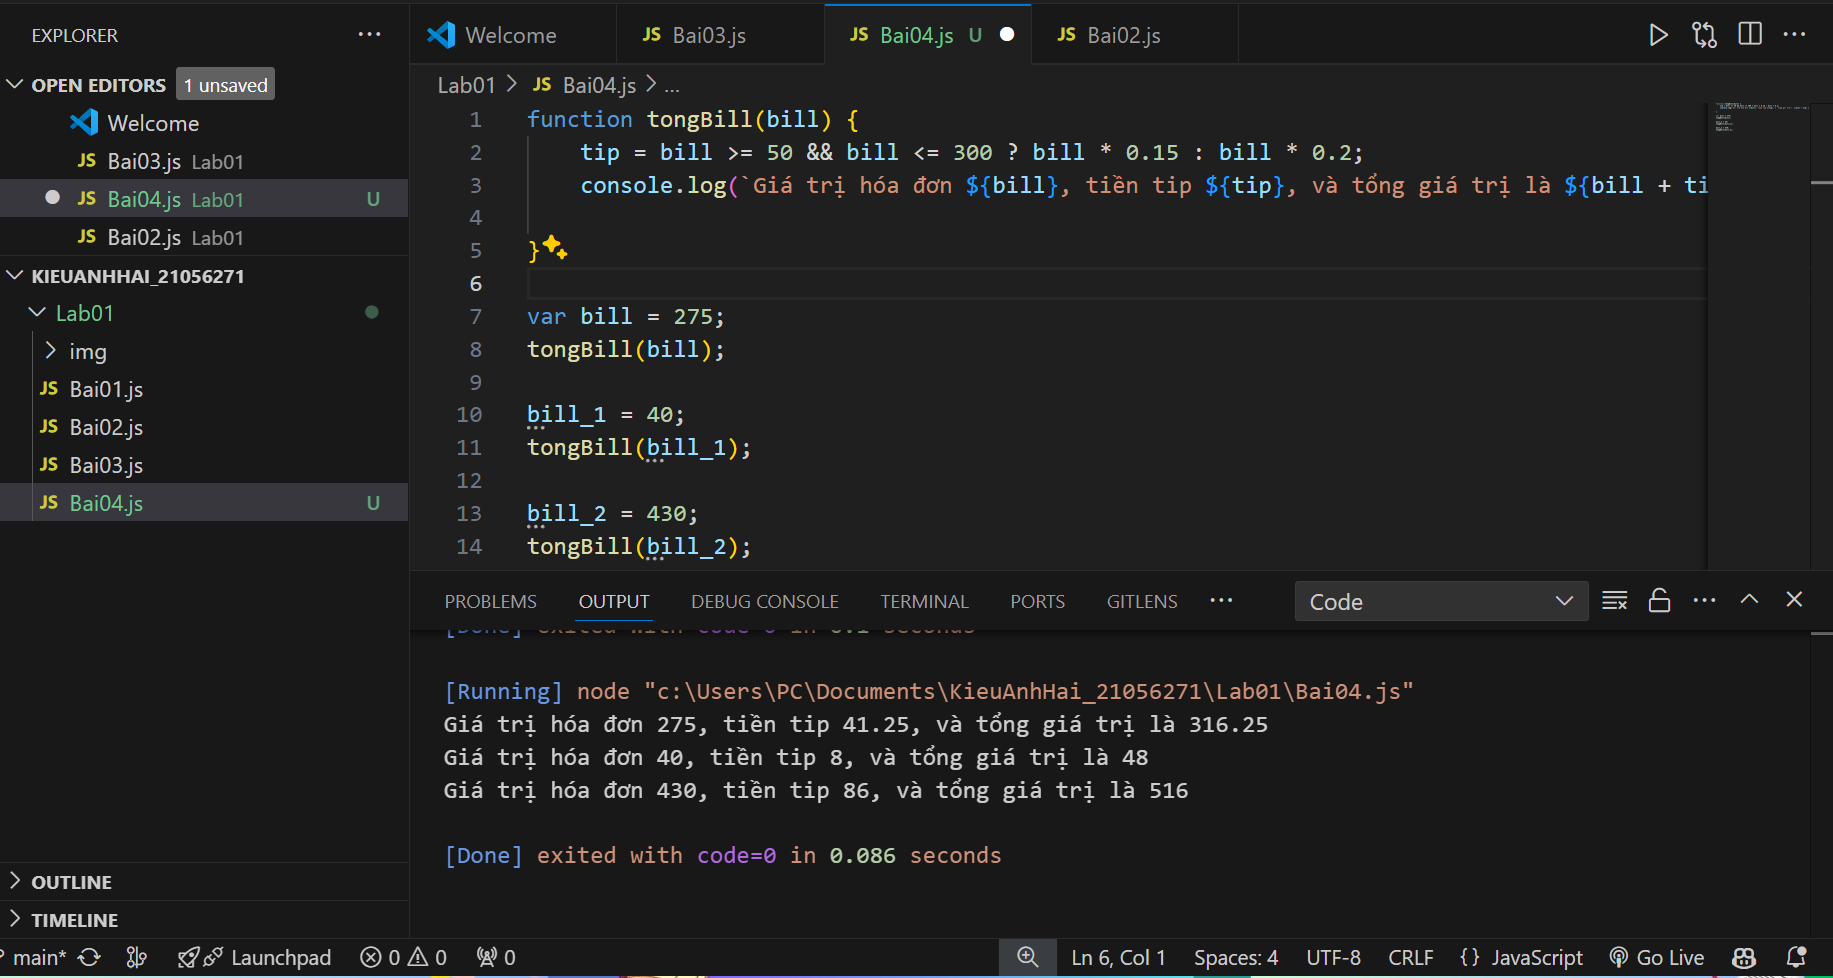 EXPLORER
OPEN EDITORS 1 unsaved
Welcome
JS Bai03.js Lab01
JS Bai04.js Lab01 U
JS Bai02.js Lab01
KIEUANHHAI_21056271
Lab01
img
JS Bai01.js
JS Bai02.js
JS Bai03.js
JS Bai04.js U
OUTLINE
TIMELINE
Welcome JS Bai03.js JS Bai04.js U JS Bai02.js
Lab01 > JS Bai04.js > ...
1 function tongBill(bill) {
2 tip = bill >= 50 && bill <= 300 ? bill * 0.15 : bill * 0.2;
3 console.log(`Giá trị hóa đơn ${bill}, tiền tip ${tip}, và tổng giá trị là ${bill + ti
4
5 }
6
7 var bill = 275;
8 tongBill(bill);
9
10 bill_1 = 40;
11 tongBill(bill_1);
12
13 bill_2 = 430;
14 tongBill(bill_2);
PROBLEMS OUTPUT DEBUG CONSOLE TERMINAL PORTS GITLENS ... Code
[Done] exited with code=0 in 0.1 seconds
[Running] node "c:\Users\PC\Documents\KieuAnhHai_21056271\Lab01\Bai04.js"
Giá trị hóa đơn 275, tiền tip 41.25, và tổng giá trị là 316.25
Giá trị hóa đơn 40, tiền tip 8, và tổng giá trị là 48
Giá trị hóa đơn 430, tiền tip 86, và tổng giá trị là 516
[Done] exited with code=0 in 0.086 seconds
main* Launchpad 0 0 0 Ln 6, Col 1 Spaces: 4 UTF-8 CRLF {} JavaScript Go Live